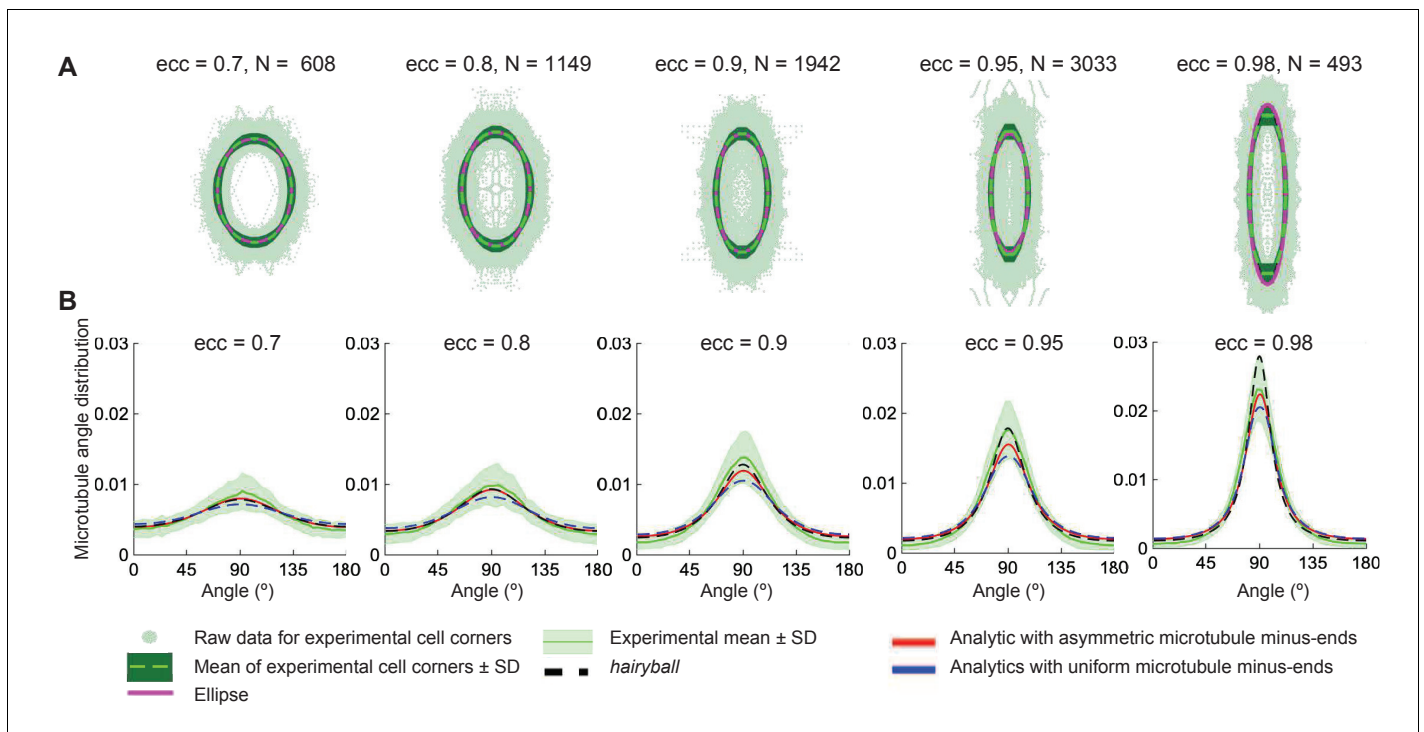 A
ecc = 0.7, N = 608
ecc = 0.8, N = 1149
ecc = 0.9, N = 1942
ecc = 0.95, N = 3033
ecc = 0.98, N = 493
B
Microtubule angle distribution
ecc = 0.7
0.03
0.02
0.01
0
0 45 90 135 180
Angle (º)
ecc = 0.8
0.03
0.02
0.01
0
0 45 90 135 180
Angle (º)
ecc = 0.9
0.03
0.02
0.01
0
0 45 90 135 180
Angle (º)
ecc = 0.95
0.03
0.02
0.01
0
0 45 90 135 180
Angle (º)
ecc = 0.98
0.03
0.02
0.01
0
0 45 90 135 180
Angle (º)
Raw data for experimental cell corners
Mean of experimental cell corners ± SD
Ellipse
Experimental mean ± SD
hairyball
Analytic with asymmetric microtubule minus-ends
Analytics with uniform microtubule minus-ends